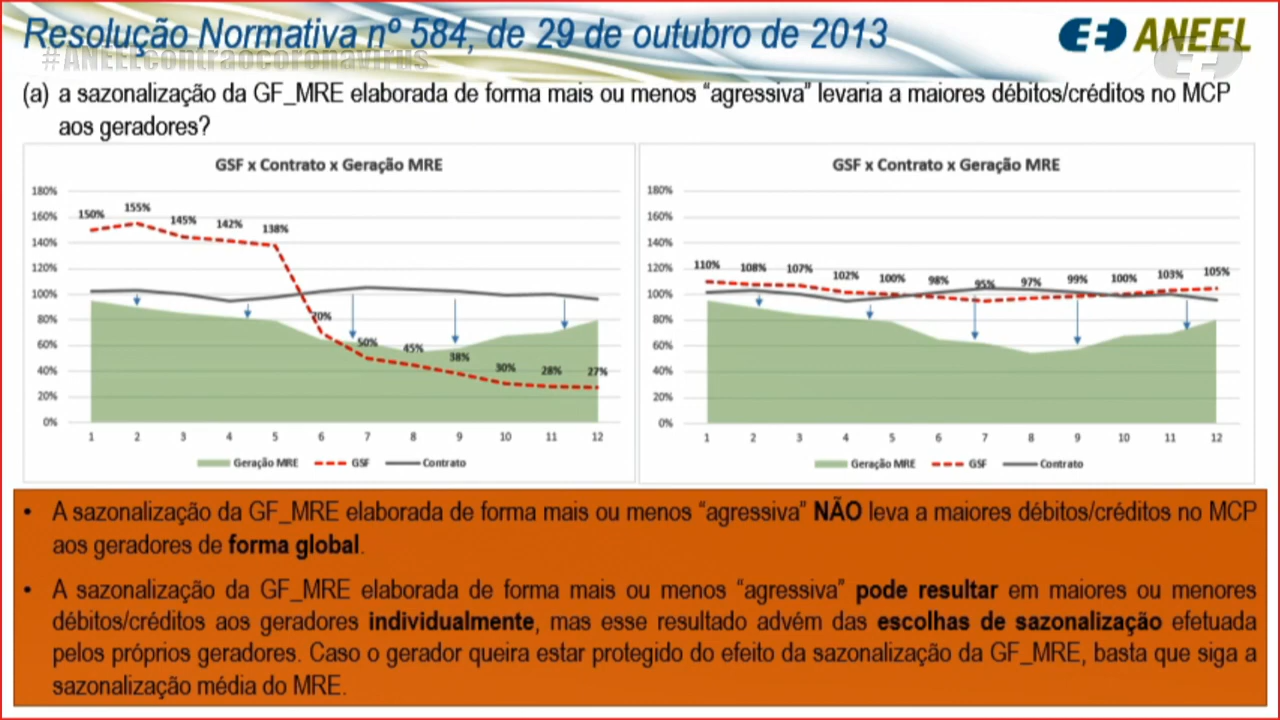 Resolução Normativa nº 584, de 29 de outubro de 2013
#ANEELcontraocoronavírus
ANEEL
(a) a sazonalização da GF_MRE elaborada de forma mais ou menos “agressiva” levaria a maiores débitos/créditos no MCP
aos geradores?
GSF x Contrato x Geração MRE
180%
160%
140%
120%
100%
80%
60%
40%
20%
0%
150% 155% 145% 142% 138% 70% 50% 45% 38% 30% 28% 27%
1 2 3 4 5 6 7 8 9 10 11 12
Geração MRE GSF Contrato
GSF x Contrato x Geração MRE
180%
160%
140%
120%
100%
80%
60%
40%
20%
0%
110% 108% 107% 102% 100% 98% 95% 97% 99% 100% 103% 105%
1 2 3 4 5 6 7 8 9 10 11 12
Geração MRE GSF Contrato
• A sazonalização da GF_MRE elaborada de forma mais ou menos “agressiva” NÃO leva a maiores débitos/créditos no MCP
aos geradores de forma global.
• A sazonalização da GF_MRE elaborada de forma mais ou menos “agressiva” pode resultar em maiores ou menores
débitos/créditos aos geradores individualmente, mas esse resultado advém das escolhas de sazonalização efetuada
pelos próprios geradores. Caso o gerador queira estar protegido do efeito da sazonalização da GF_MRE, basta que siga a
sazonalização média do MRE.